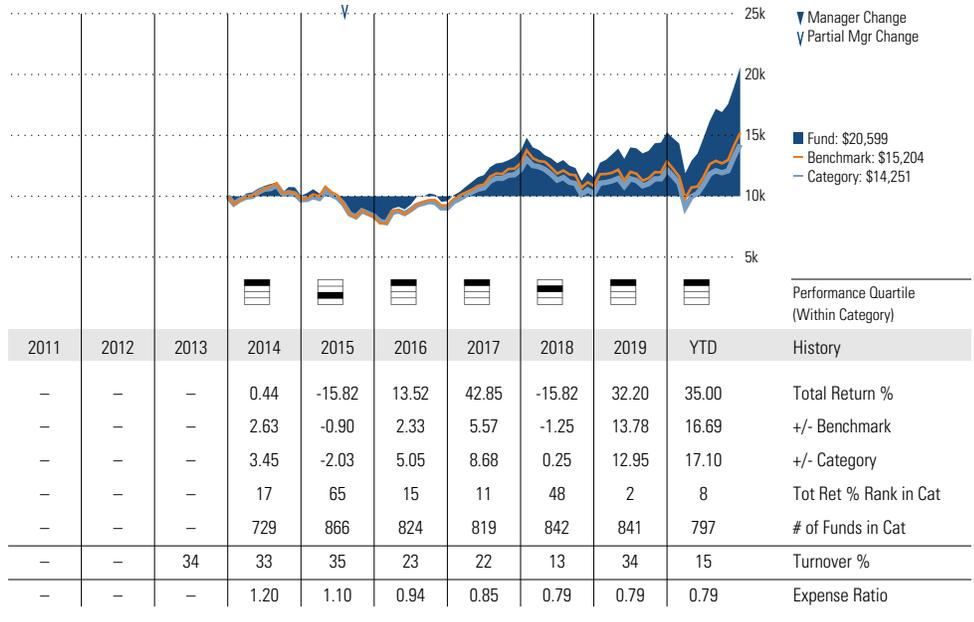 25k
Manager Change
Partial Mgr Change
20k
15k
Fund: $20,599
Benchmark: $15,204
Category: $14,251
10k
5k
Performance Quartile
(Within Category)
2011 2012 2013 2014 2015 2016 2017 2018 2019 YTD History
– – – 0.44 -15.82 13.52 42.85 -15.82 32.20 35.00 Total Return %
– – – 2.63 -0.90 2.33 5.57 -1.25 13.78 16.69 +/- Benchmark
– – – 3.45 -2.03 5.05 8.68 0.25 12.95 17.10 +/- Category
– – – 17 65 15 11 48 2 8 Tot Ret % Rank in Cat
– – – 729 866 824 819 842 841 797 # of Funds in Cat
– – 34 33 35 23 22 13 34 15 Turnover %
– – – 1.20 1.10 0.94 0.85 0.79 0.79 0.79 Expense Ratio